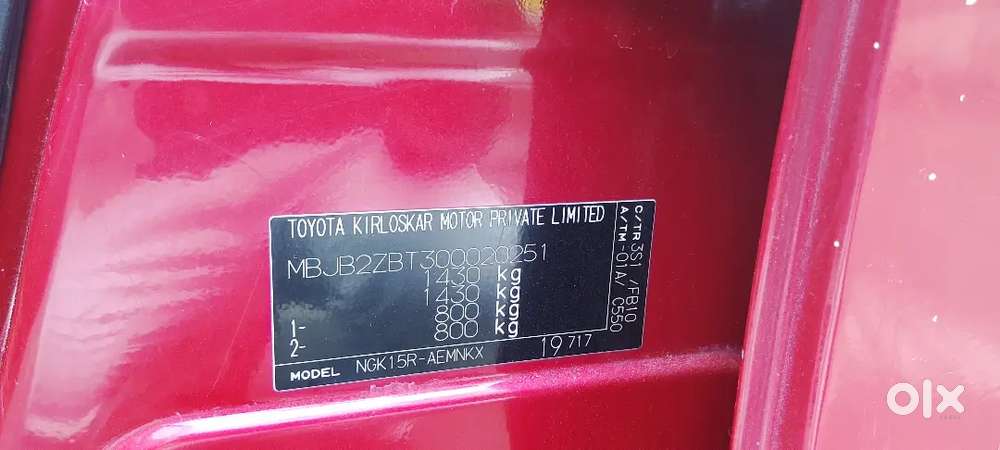 TOYOTA KIRLOSKAR MOTOR PRIVATE LIMITED
MBJB2ZBT300020251
1430 kg
1430 kg
1- 800 kg
2- 800 kg
MODEL NGK15R-AEMNKX 19717
C/TR 3S1 /FB10
A/TM -01A/ C550
olx